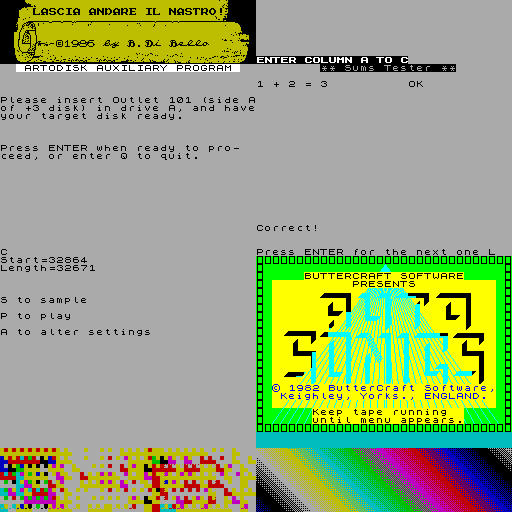 LASCIA ANDARE IL NASTRO!
©1986 by B. Di Bello
ARTODISK AUXILIARY PROGRAM
Please insert Outlet 101 (side A
of +3 disk) in drive A, and have
your target disk ready.
Press ENTER when ready to pro-
ceed, or enter Q to quit.
ENTER COLUMN A TO C
** Sums Tester **
1 + 2 = 3 OK
Correct!
Press ENTER for the next one L
C
Start=32864
Length=32671
S to sample
P to play
A to alter settings
BUTTERCRAFT SOFTWARE
PRESENTS
© 1982 ButterCraft Software,
Keighley, Yorks., ENGLAND.
Keep tape running
until menu appears.